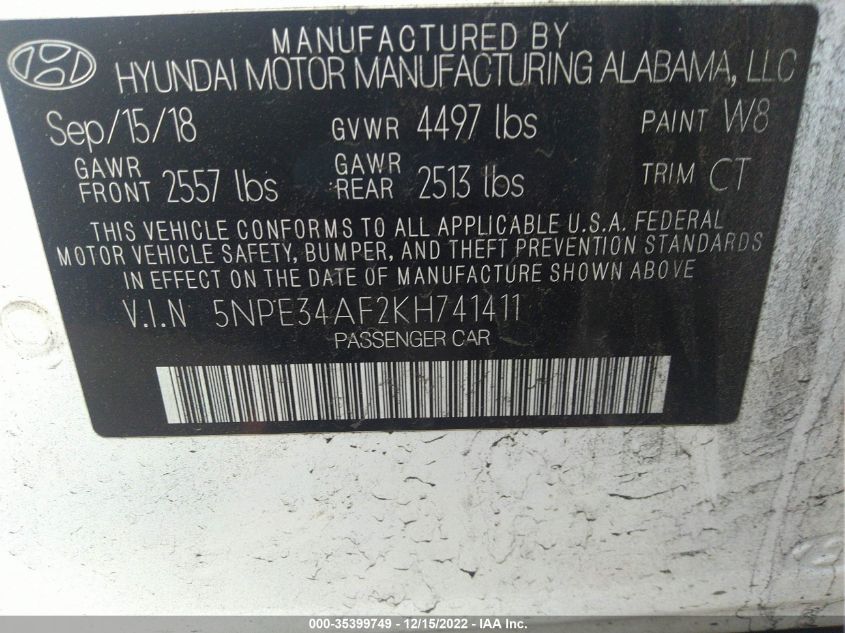 MANUFACTURED BY
HYUNDAI MOTOR MANUFACTURING ALABAMA, LLC
Sep/15/18 GVWR 4497 lbs PAINT W8
GAWR FRONT 2557 lbs GAWR REAR 2513 lbs TRIM CT
THIS VEHICLE CONFORMS TO ALL APPLICABLE U.S.A. FEDERAL
MOTOR VEHICLE SAFETY, BUMPER, AND THEFT PREVENTION STANDARDS
IN EFFECT ON THE DATE OF MANUFACTURE SHOWN ABOVE
V.I.N 5NPE34AF2KH741411
PASSENGER CAR
000-35399749 - 12/15/2022 - IAA Inc.